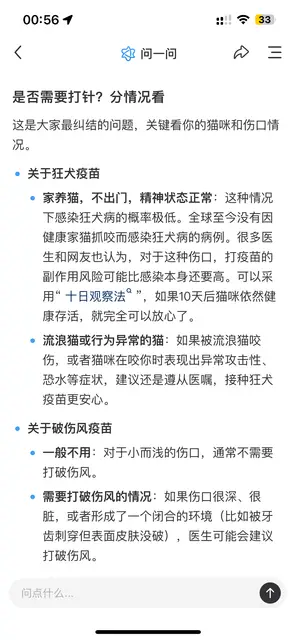 00:56
33
问一问
是否需要打针？分情况看
这是大家最纠结的问题，关键看你的猫咪和伤口情
况。
关于狂犬疫苗
家养猫，不出门，精神状态正常：这种情况
下感染狂犬病的概率极低。全球至今没有因
健康家猫抓咬而感染狂犬病的病例。很多医
生和网友也认为，对于这种伤口，打疫苗的
副作用风险可能比感染本身还要高。可以采
用“十日观察法”，如果10天后猫咪依然健
康存活，就完全可以放心了。
流浪猫或行为异常的猫：如果被流浪猫咬
伤，或者猫咪在咬你时表现出异常攻击性、
恐水等症状，建议还是遵从医嘱，接种狂犬
疫苗更安心。
关于破伤风疫苗
一般不用：对于小而浅的伤口，通常不需要
打破伤风。
需要打破伤风的情况：如果伤口很深、很
脏，或者形成了一个闭合的环境（比如被牙
齿刺穿但表面皮肤没破），医生可能会建议
打破伤风。
问点什么...